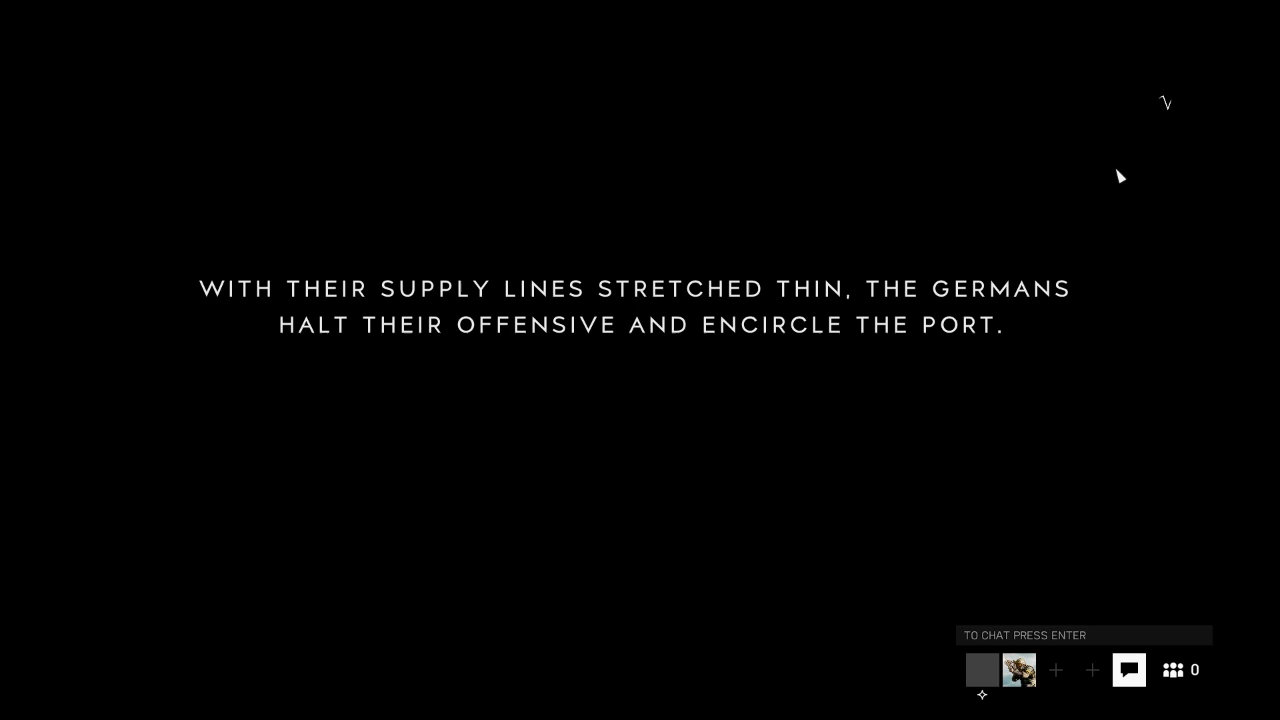 WITH THEIR SUPPLY LINES STRETCHED THIN, THE GERMANS
HALT THEIR OFFENSIVE AND ENCIRCLE THE PORT.
TO CHAT PRESS ENTER
0